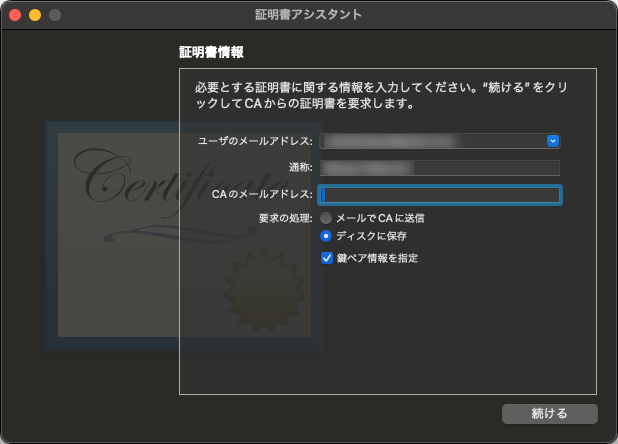 証明書アシスタント
証明書情報
必要とする証明書に関する情報を入力してください。“続ける” をクリ
ックしてCAからの証明書を要求します。
ユーザのメールアドレス:
通称:
CAのメールアドレス:
要求の処理: メールでCAに送信
ディスクに保存
鍵ペア情報を指定
Certificate
続ける